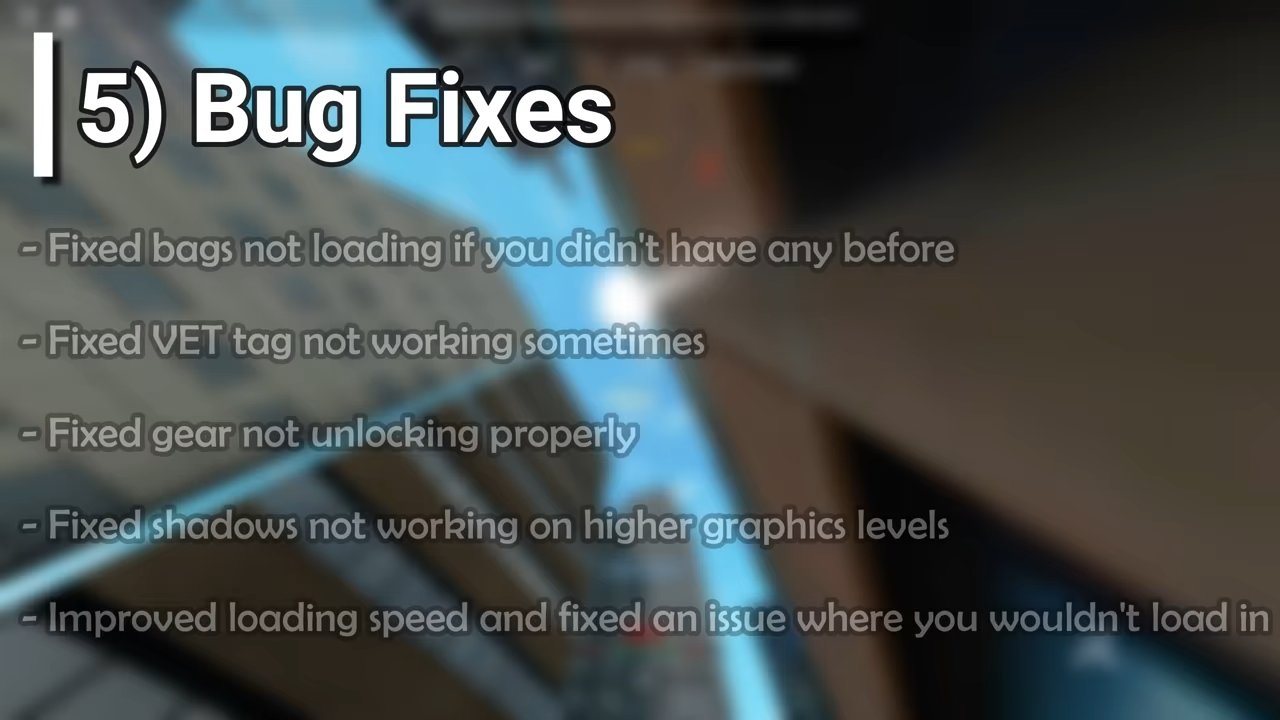 5) Bug Fixes
- Fixed bags not loading if you didn't have any before
- Fixed VET tag not working sometimes
- Fixed gear not unlocking properly
- Fixed shadows not working on higher graphics levels
- Improved loading speed and fixed an issue where you wouldn't load in